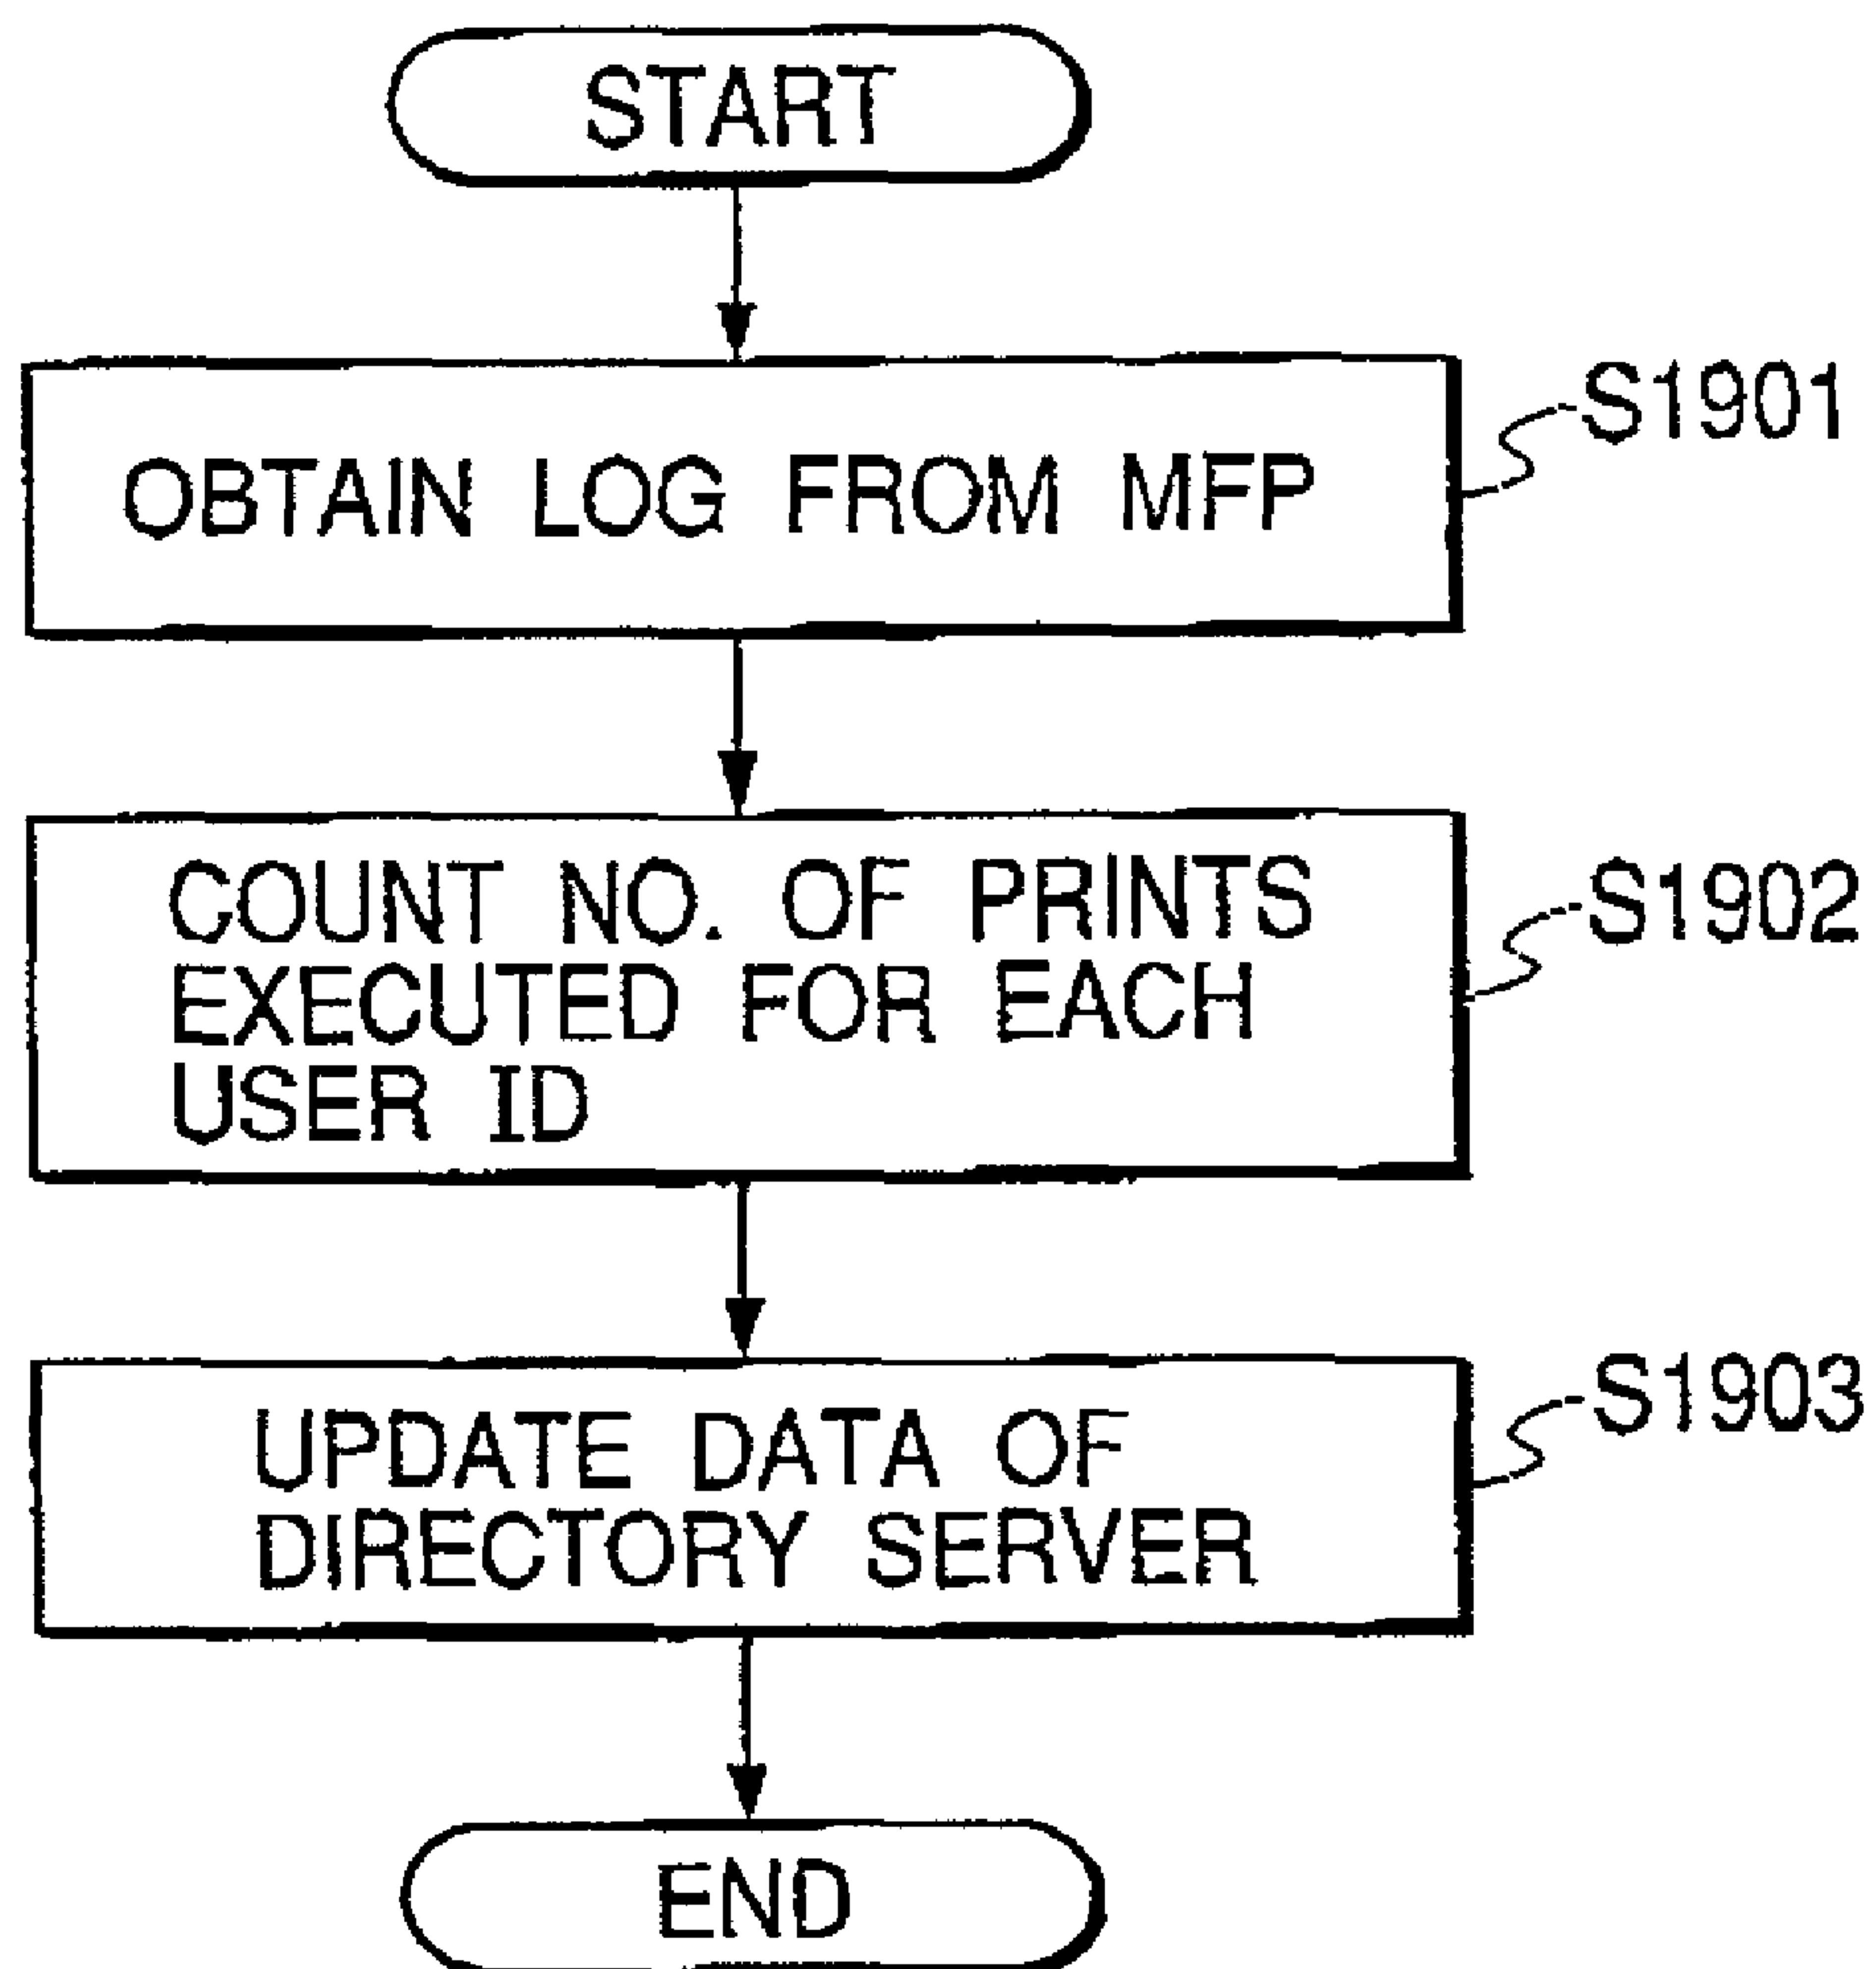 START
OBTAIN LOG FROM MFP
S1901
COUNT NO. OF PRINTS
EXECUTED FOR EACH
USER ID
S1902
UPDATE DATA OF
DIRECTORY SERVER
S1903
END